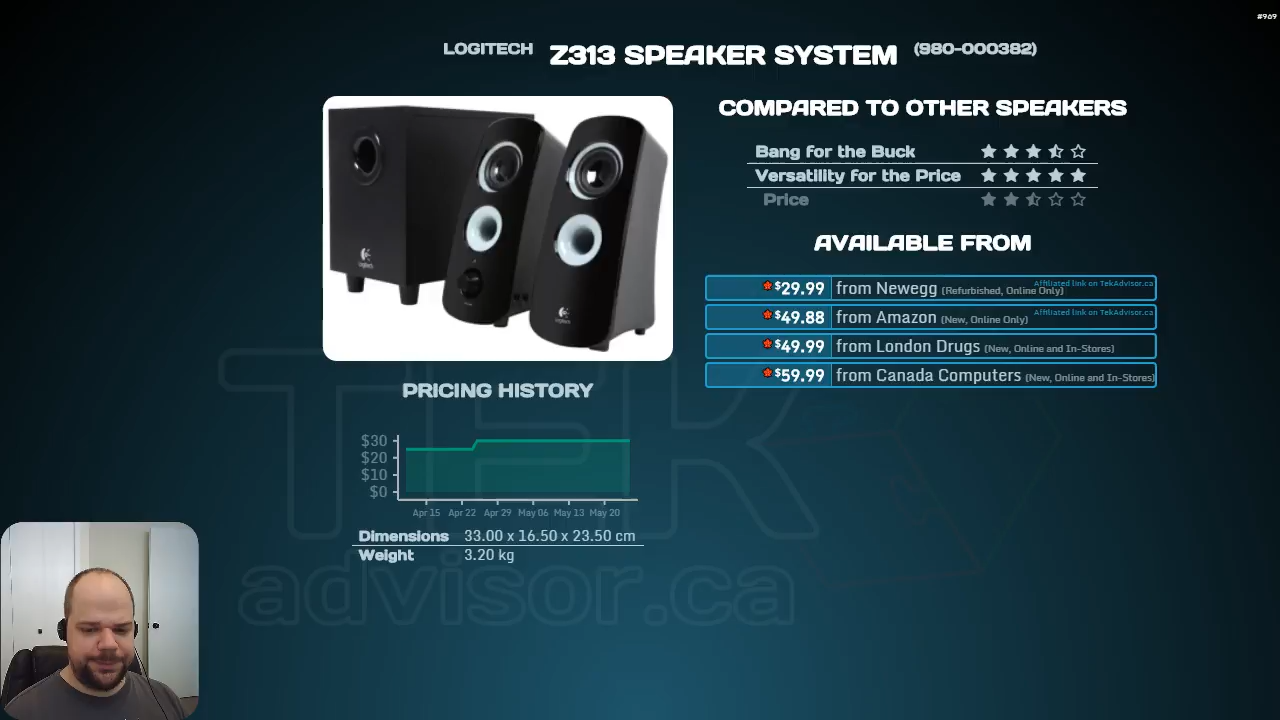 #969
LOGITECH Z313 SPEAKER SYSTEM (980-000382)
COMPARED TO OTHER SPEAKERS
Bang for the Buck
Versatility for the Price
Price
AVAILABLE FROM
$29.99 from Newegg (Refurbished, Online Only) Affiliated link on TekAdvisor.ca
$49.88 from Amazon (New, Online Only) Affiliated link on TekAdvisor.ca
$49.99 from London Drugs (New, Online and In-Stores)
$59.99 from Canada Computers (New, Online and In-Stores)
Logitech
Logitech
PRICING HISTORY
$30
$20
$10
$0
Apr 15 Apr 22 Apr 29 May 06 May 13 May 20
Dimensions 33.00 x 16.50 x 23.50 cm
Weight 3.20 kg
TEK
advisor.ca